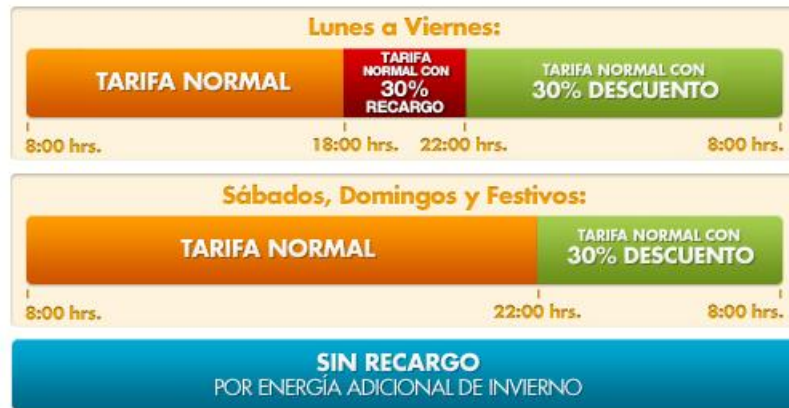 Lunes a Viernes:
TARIFA NORMAL
TARIFA
NORMAL CON
30%
RECARGO
TARIFA NORMAL CON
30% DESCUENTO
8:00 hrs.
18:00 hrs.
22:00 hrs.
8:00 hrs.
Sábados, Domingos y Festivos:
TARIFA NORMAL
TARIFA NORMAL CON
30% DESCUENTO
8:00 hrs.
22:00 hrs.
8:00 hrs.
SIN RECARGO
POR ENERGÍA ADICIONAL DE INVIERNO